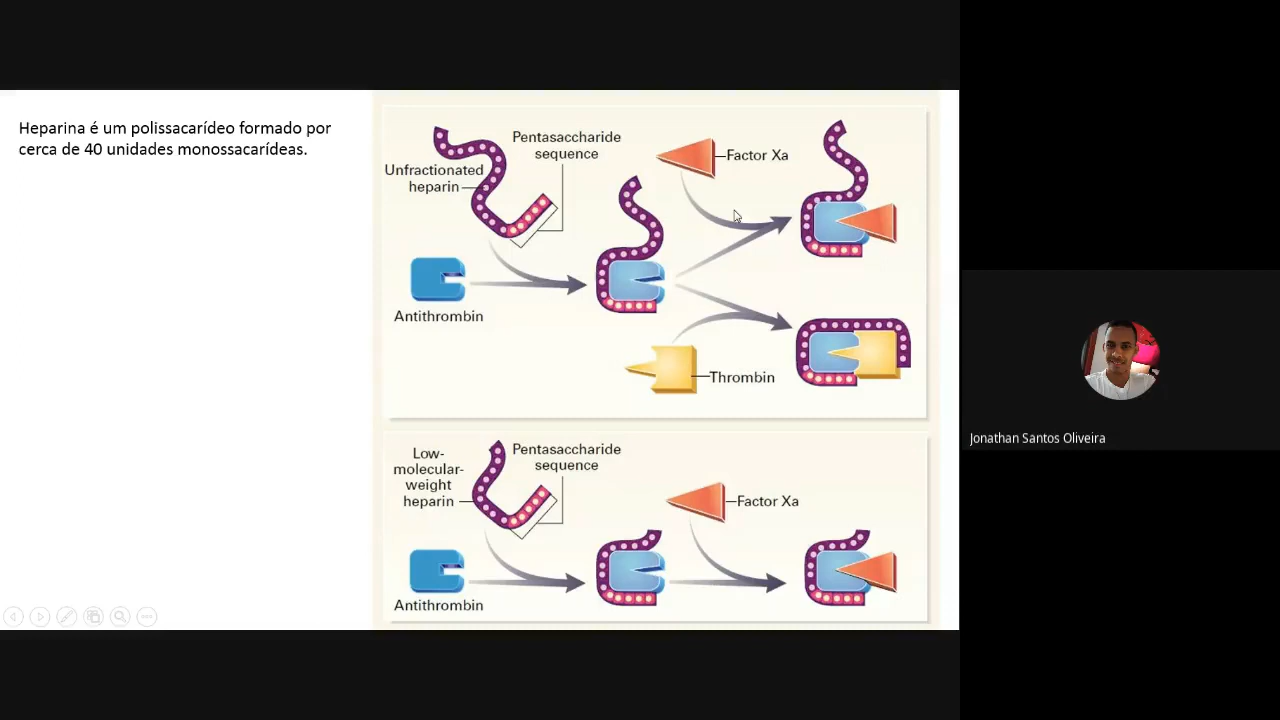 Heparina é um polissacarídeo formado por
cerca de 40 unidades monossacarídeas.
Pentasaccharide
sequence
Unfractionated
heparin
Factor Xa
Antithrombin
Thrombin
Low-
molecular-
weight
heparin
Pentasaccharide
sequence
Factor Xa
Antithrombin
Jonathan Santos Oliveira